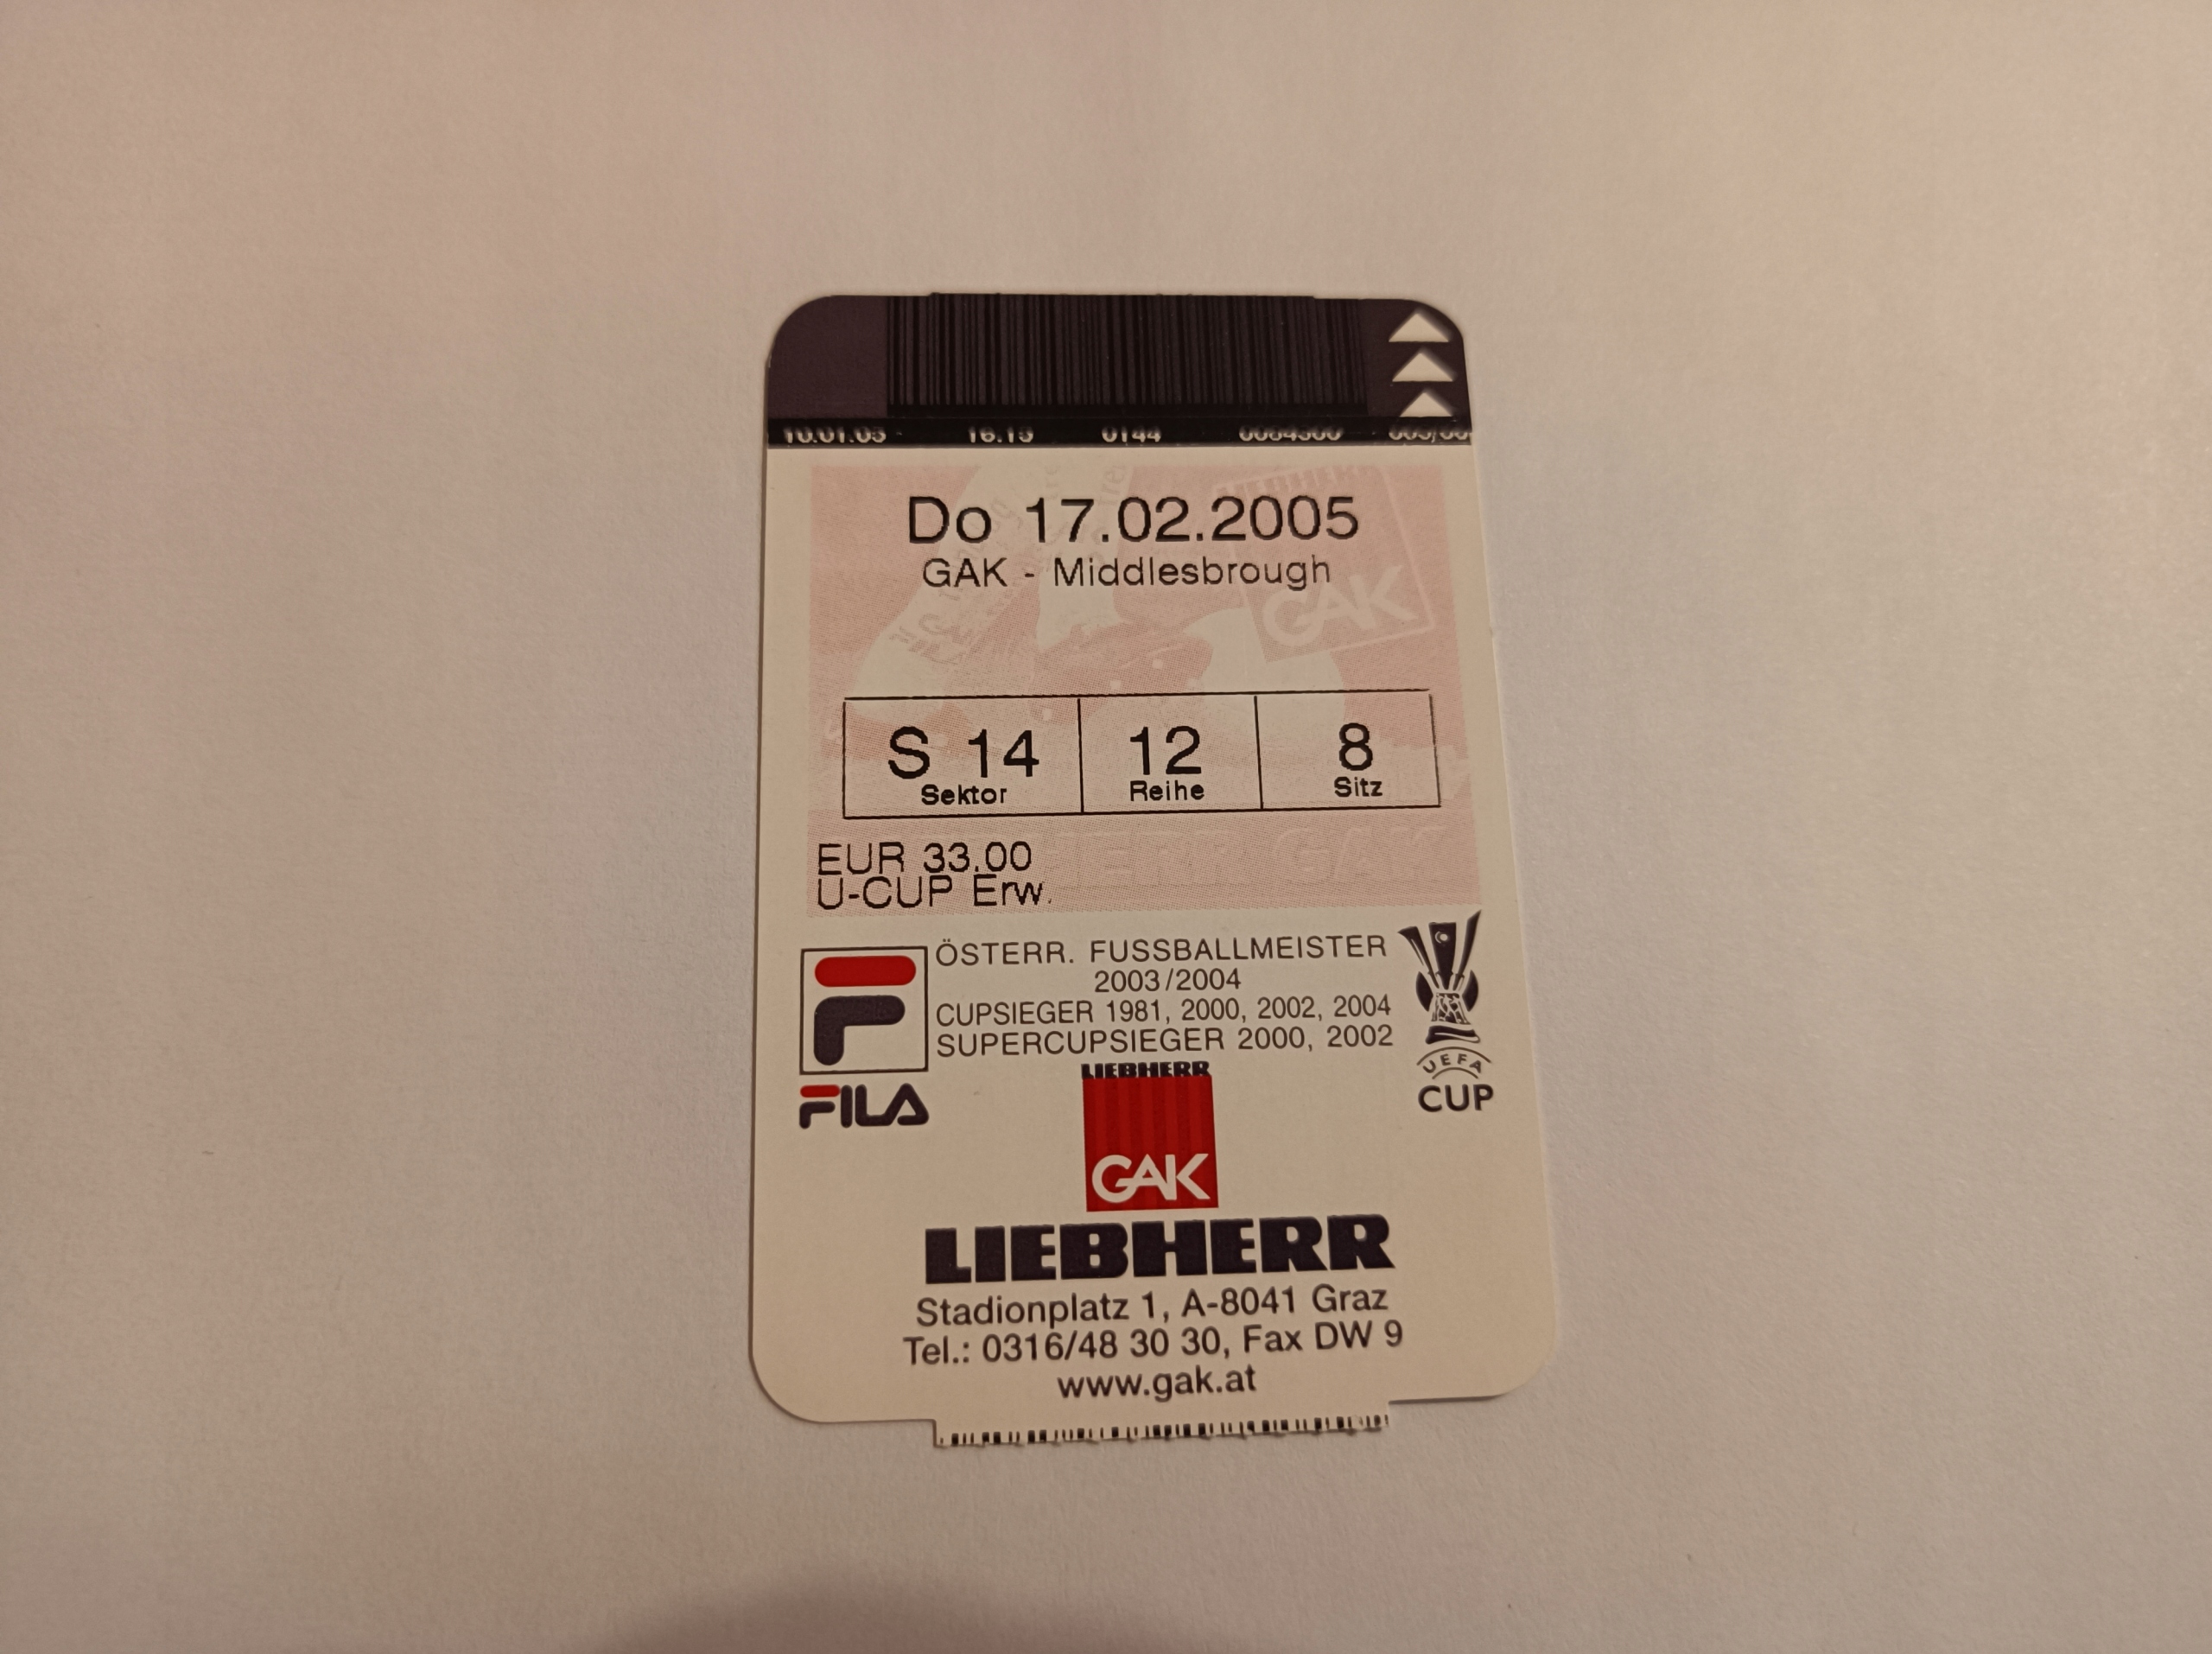 Do 17.02.2005
GAK - Middlesbrough
S 14 12 8
Sektor Reihe Sitz
EUR 33.00
U-CUP Erw.
ÖSTERR. FUSSBALLMEISTER
2003/2004
CUPSIEGER 1981, 2000, 2002, 2004
SUPERCUPSIEGER 2000, 2002
FILA
UEFA
CUP
LIEBHERR
GAK
LIEBHERR
Stadionplatz 1, A-8041 Graz
Tel.: 0316/48 30 30, Fax DW 9
www.gak.at